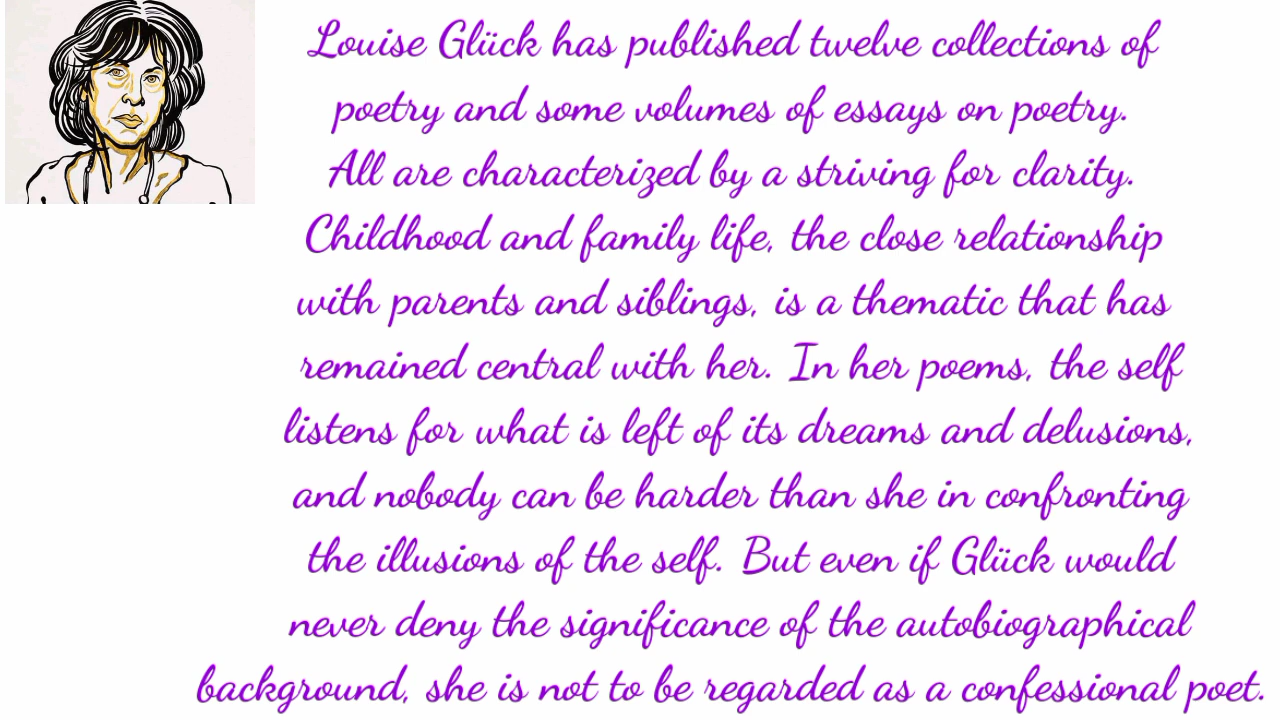 Louise Glück has published twelve collections of
poetry and some volumes of essays on poetry.
All are characterized by a striving for clarity.
Childhood and family life, the close relationship
with parents and siblings, is a thematic that has
remained central with her. In her poems, the self
listens for what is left of its dreams and delusions,
and nobody can be harder than she in confronting
the illusions of the self. But even if Glück would
never deny the significance of the autobiographical
background, she is not to be regarded as a confessional poet.